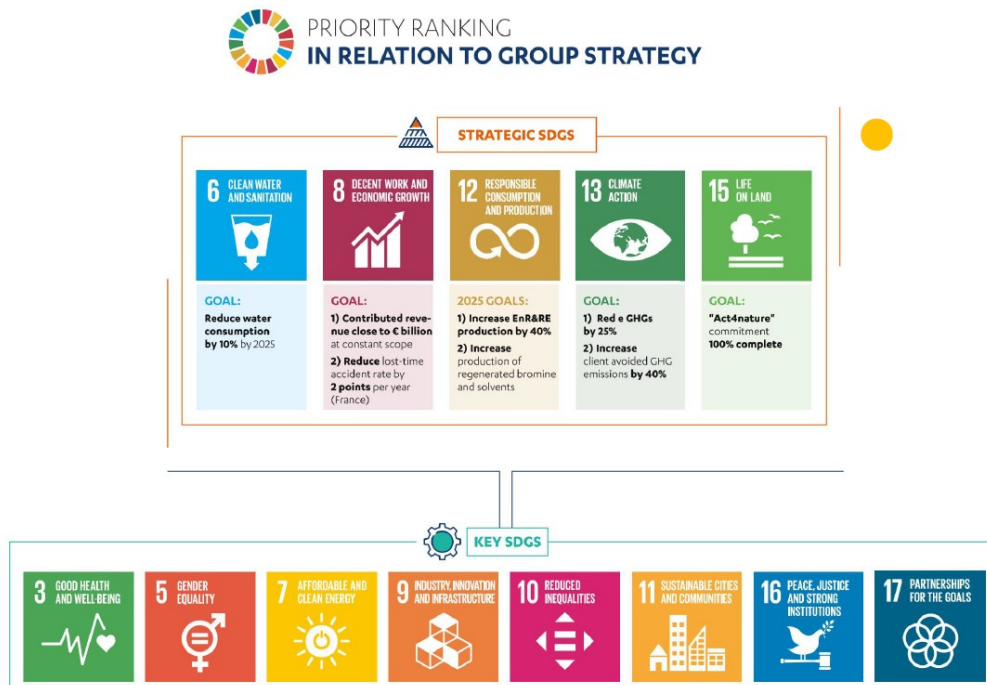 PRIORITY RANKING
IN RELATION TO GROUP STRATEGY
STRATEGIC SDGS
6 CLEAN WATER
AND SANITATION
GOAL:
Reduce water
consumption
by 10% by 2025
8 DECENT WORK AND
ECONOMIC GROWTH
GOAL:
1) Contributed reve-
nue close to € billion
at constant scope
2) Reduce lost-time
accident rate by
2 points per year
(France)
12 RESPONSIBLE
CONSUMPTION
AND PRODUCTION
2025 GOALS:
1) Increase EnR&RE
production by 40%
2) Increase
production of
regenerated bromine
and solvents
13 CLIMATE
ACTION
GOAL:
1) Red e GHGs
by 25%
2) Increase
client avoided GHG
emissions by 40%
15 LIFE
ON LAND
GOAL:
"Act4nature"
commitment
100% complete
KEY SDGS
3 GOOD HEALTH
AND WELL-BEING
5 GENDER
EQUALITY
7 AFFORDABLE AND
CLEAN ENERGY
9 INDUSTRY, INNOVATION
AND INFRASTRUCTURE
10 REDUCED
INEQUALITIES
11 SUSTAINABLE CITIES
AND COMMUNITIES
16 PEACE, JUSTICE
AND STRONG
INSTITUTIONS
17 PARTNERSHIPS
FOR THE GOALS